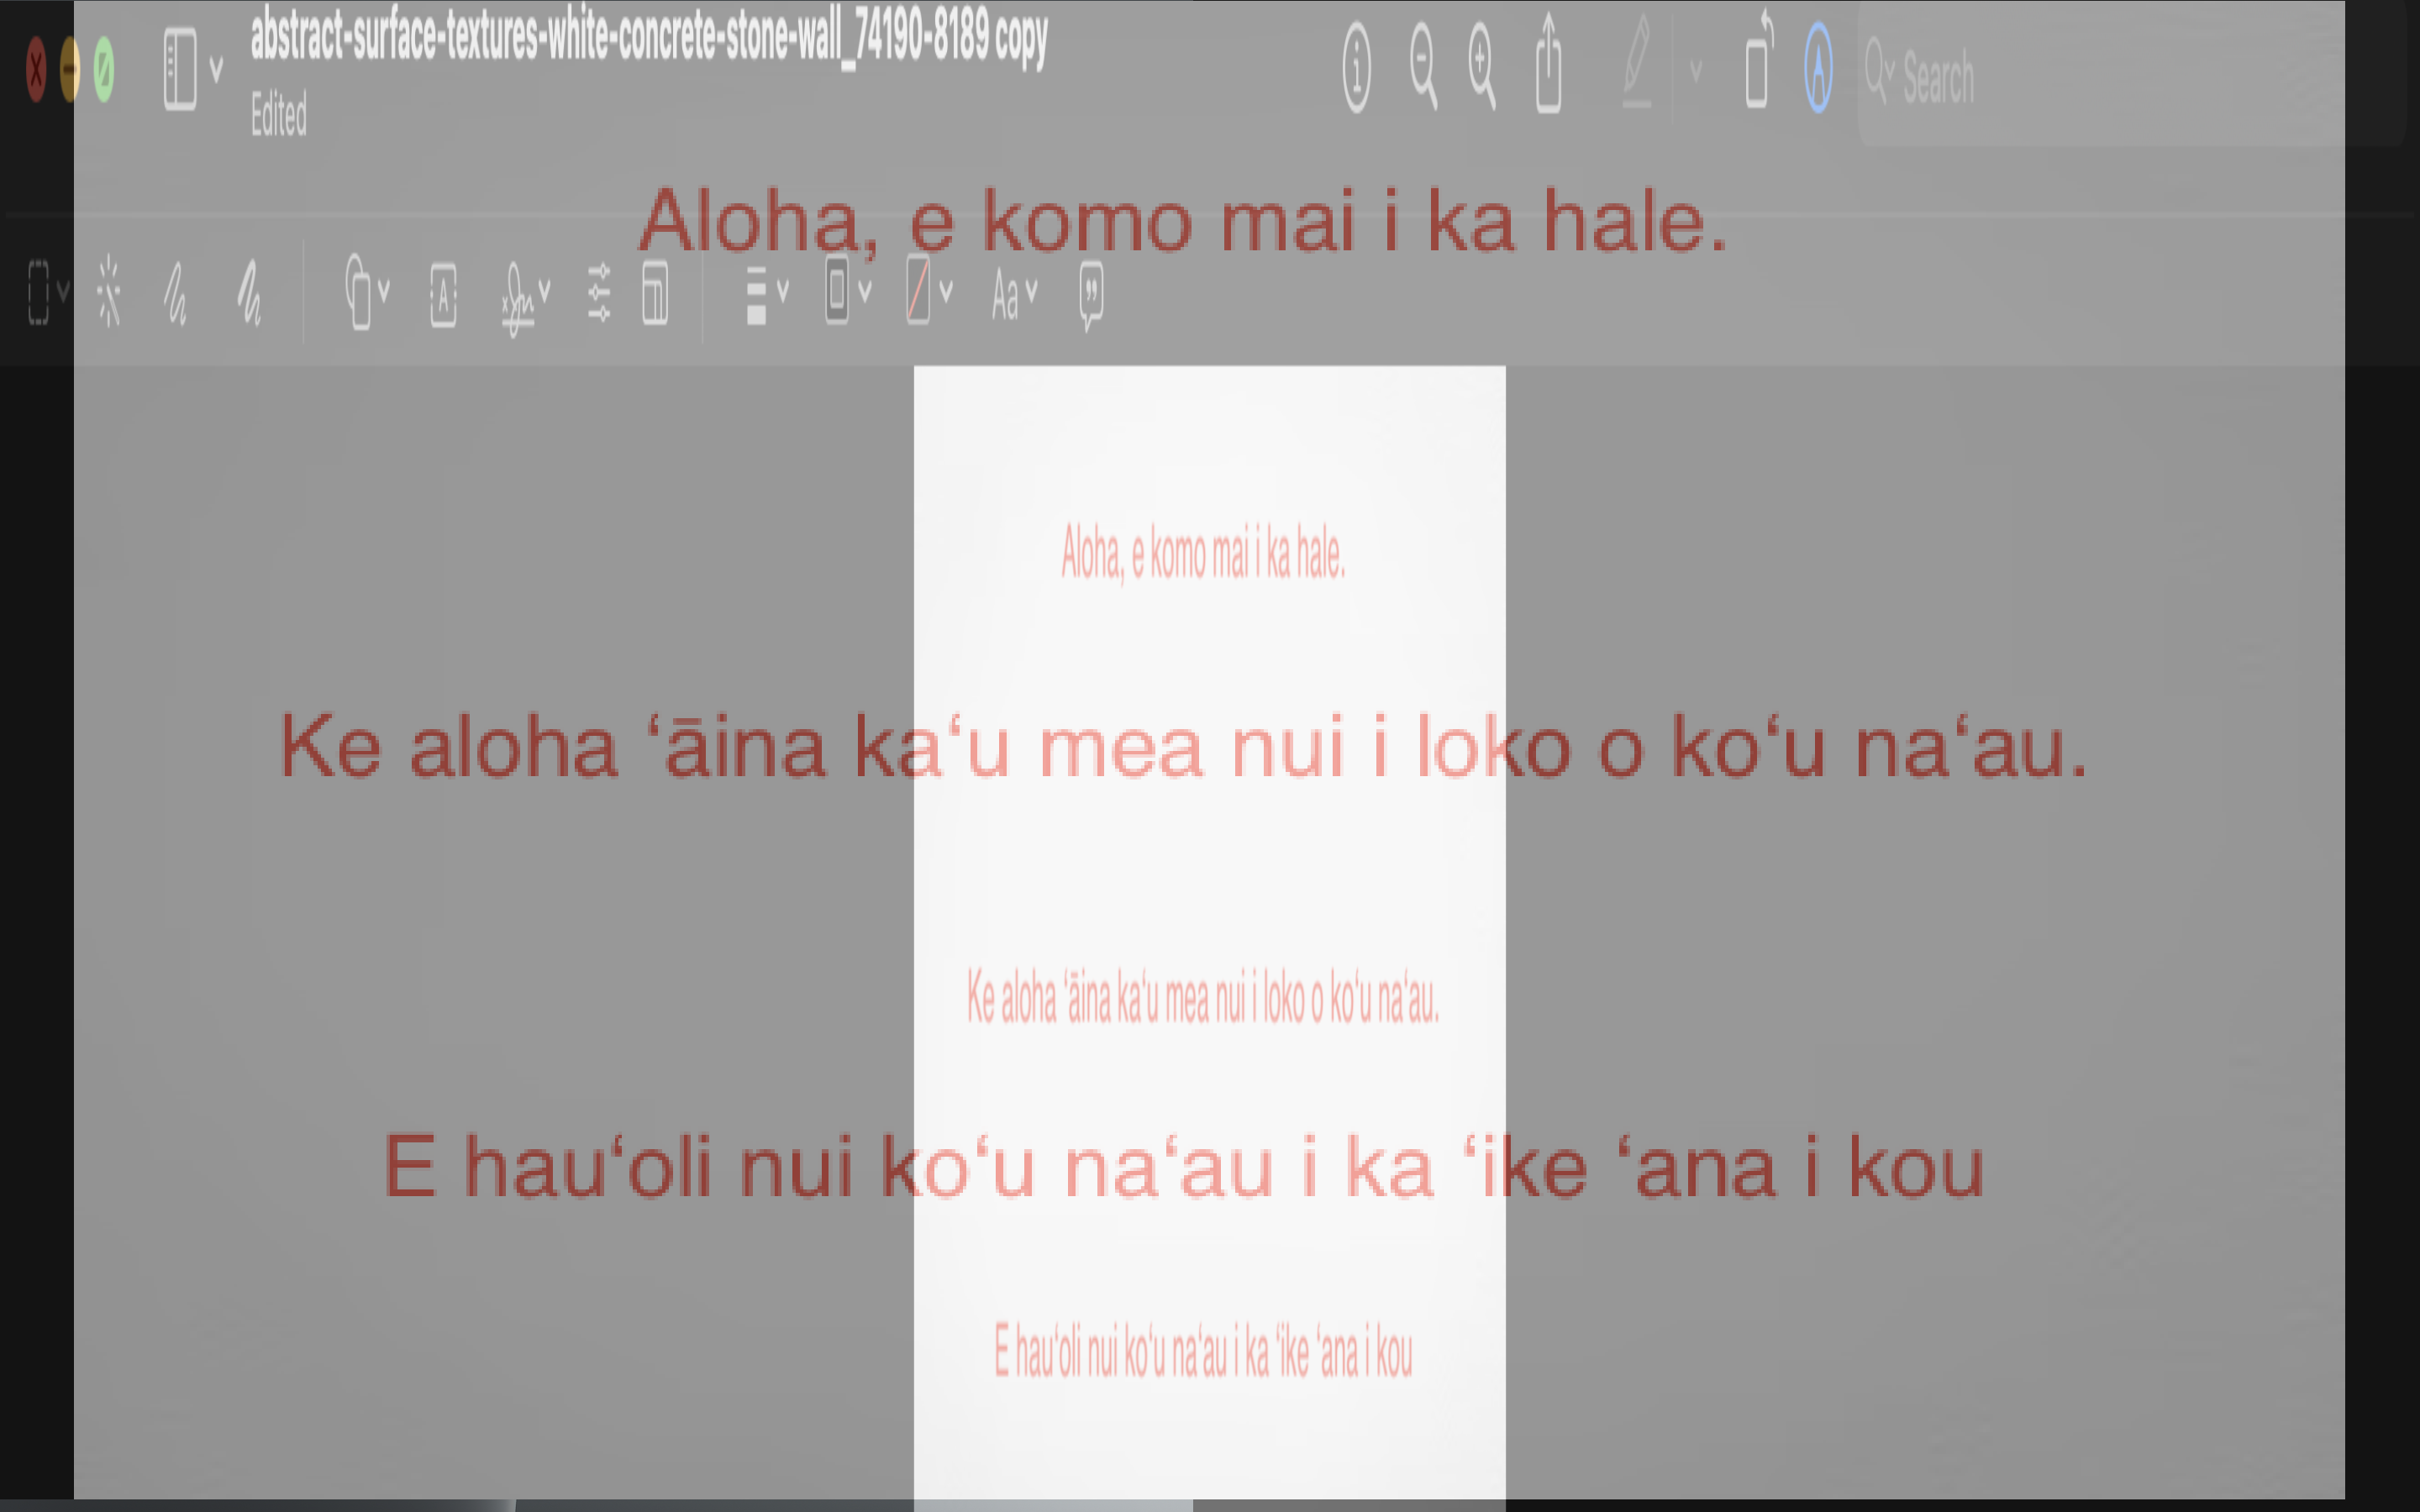 abstract-surface-textures-white-concrete-stone-wall_74190-8189 copy
Edited
Search
Aloha, e komo mai i ka hale.
Aa
Aloha, e komo mai i ka hale.
Ke aloha ʻāina kaʻu mea nui i loko o koʻu naʻau.
Ke aloha ʻāina kaʻu mea nui i loko o koʻu naʻau.
E hauʻoli nui koʻu naʻau i ka ʻike ʻana i kou
E hauʻoli nui koʻu naʻau i ka ʻike ʻana i kou